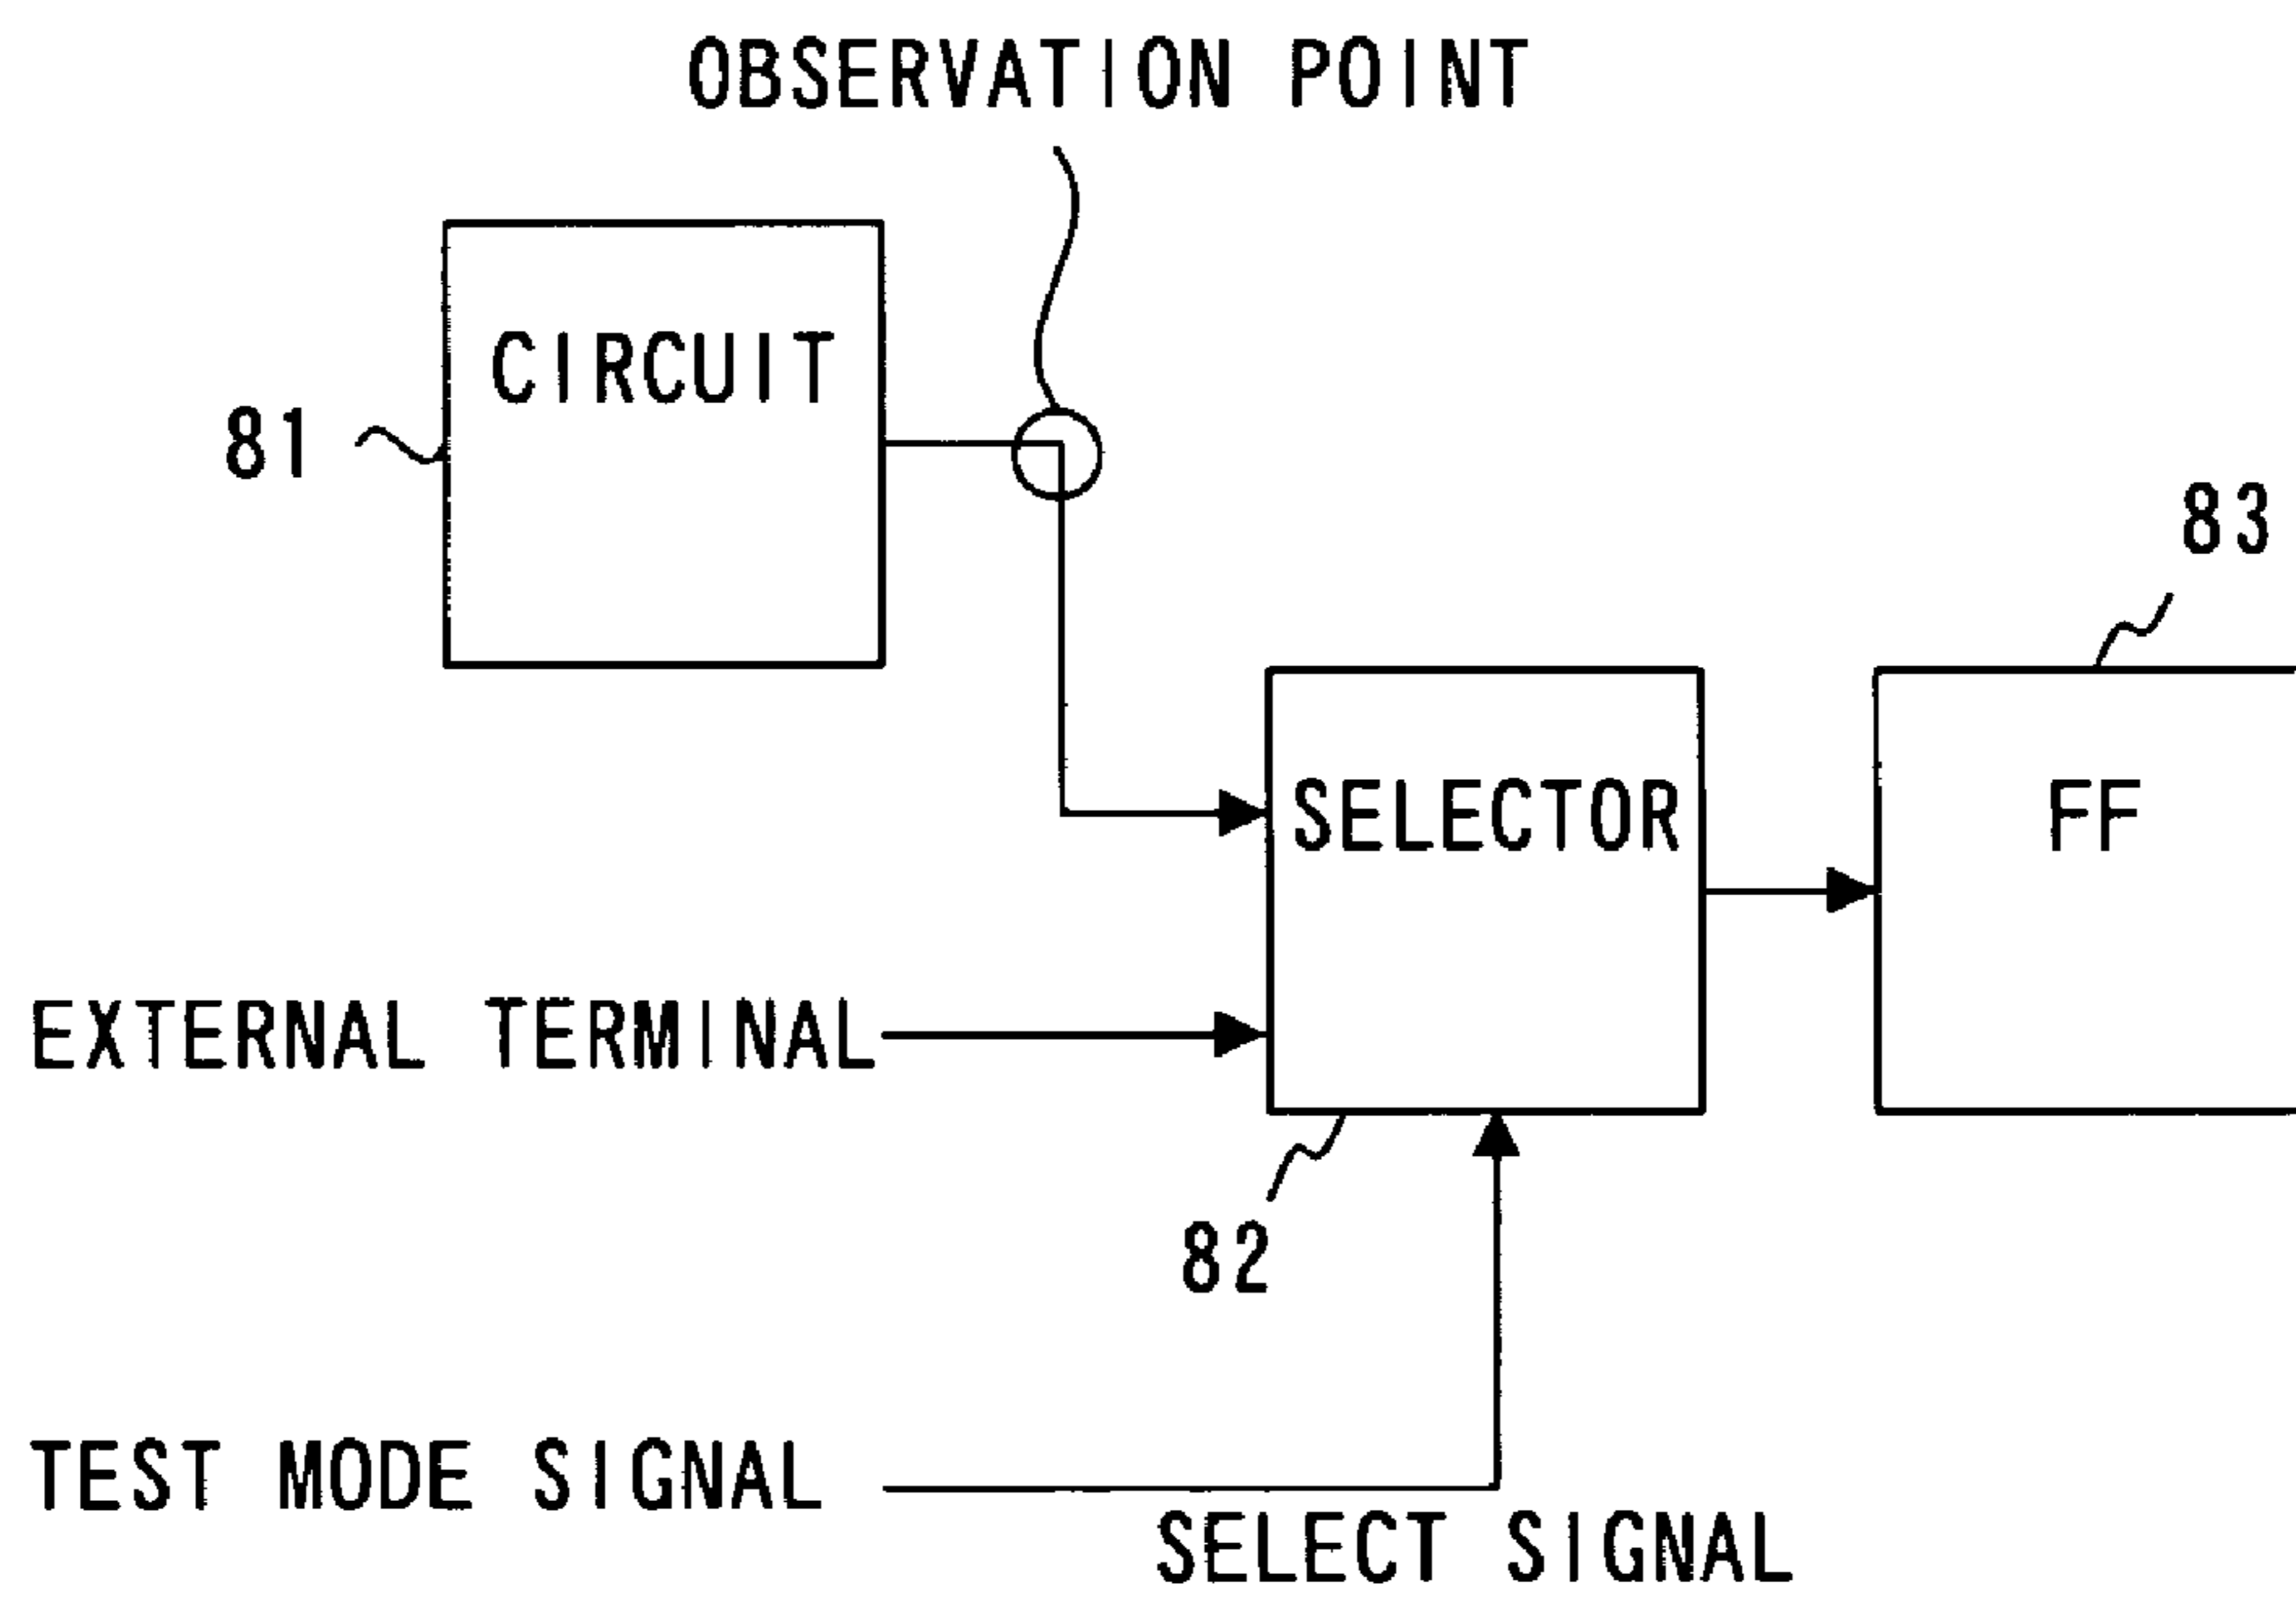 OBSERVATION POINT
CIRCUIT
81
83
SELECTOR
FF
EXTERNAL TERMINAL
82
TEST MODE SIGNAL
SELECT SIGNAL